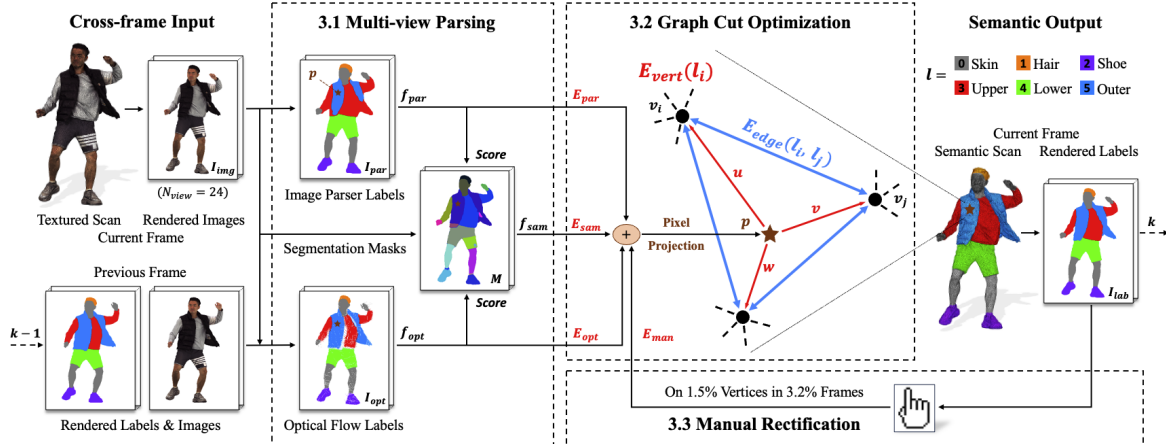 Cross-frame Input
3.1 Multi-view Parsing
3.2 Graph Cut Optimization
Semantic Output
I_img
(N_view = 24)
Textured Scan
Rendered Images
Current Frame
Previous Frame
k − 1
Rendered Labels & Images
p
I_par
Image Parser Labels
Segmentation Masks
M
I_opt
Optical Flow Labels
f_par
Score
f_sam
Score
f_opt
E_par
E_sam
E_opt
E_man
+
Pixel
Projection
E_vert(l_i)
v_i
E_edge(l_i, l_j)
u
v
v_j
p
w
l =
0 Skin
1 Hair
2 Shoe
3 Upper
4 Lower
5 Outer
Current Frame
Semantic Scan
Rendered Labels
I_lab
k
On 1.5% Vertices in 3.2% Frames
3.3 Manual Rectification